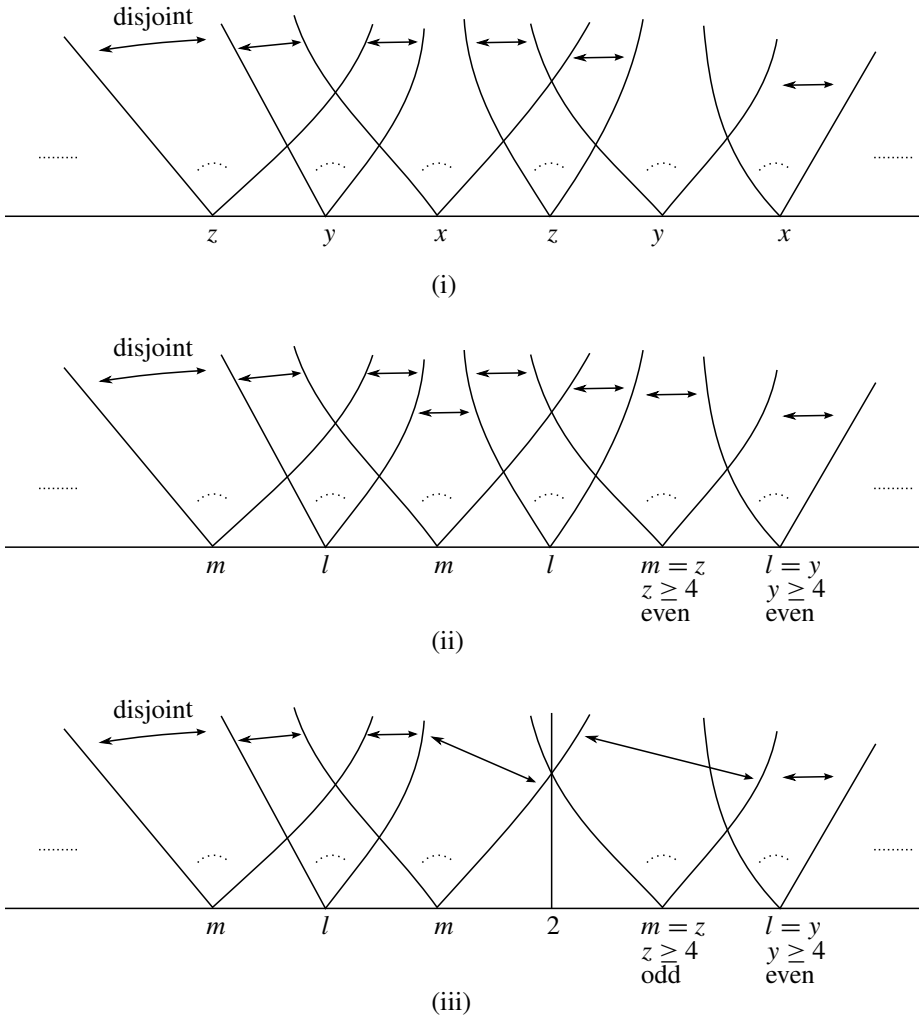 disjoint
z y x z y x
(i)
disjoint
m l m l m = z l = y
z ≥ 4 y ≥ 4
even even
(ii)
disjoint
m l m 2 m = z l = y
z ≥ 4 y ≥ 4
odd even
(iii)